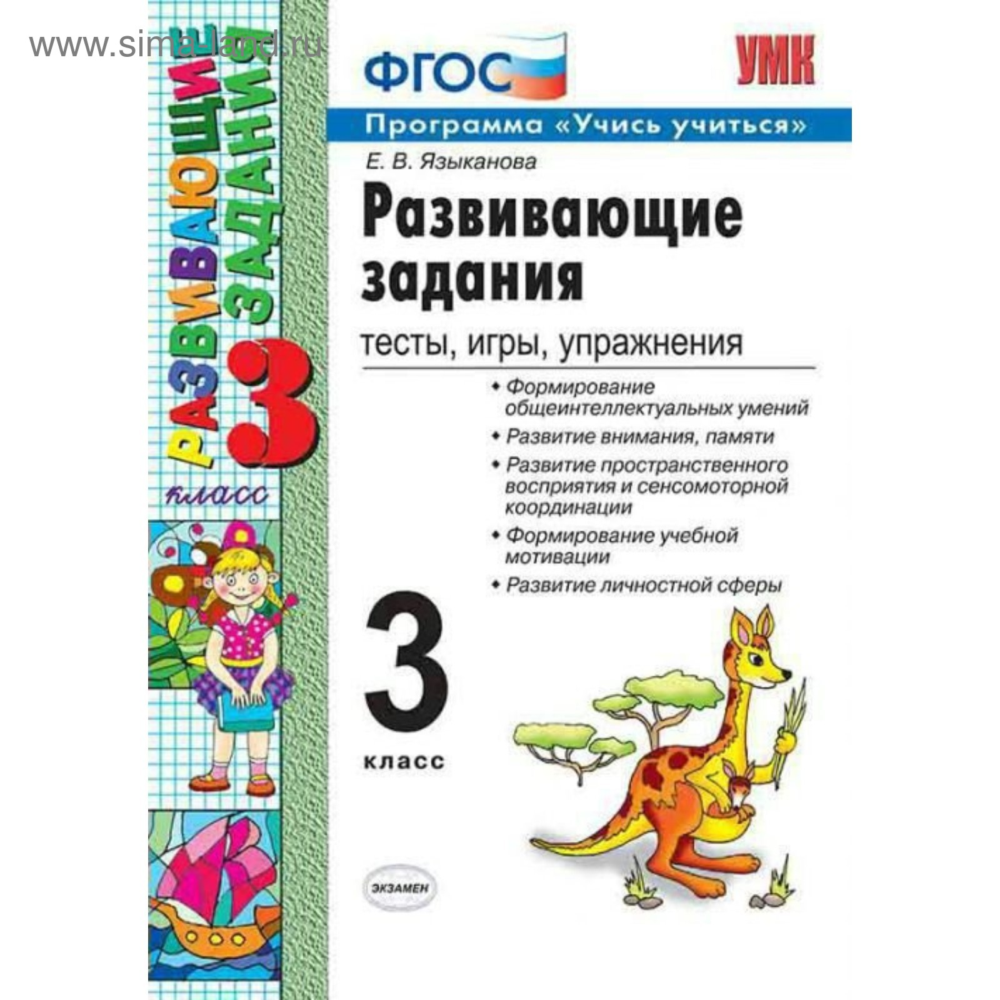 www.sima-land.ru
РАЗВИВАЮЩИЕ
ЗАДАНИЯ
3
класс
ФГОС
УМК
Программа «Учись учиться»
Е. В. Языканова
Развивающие
задания
тесты, игры, упражнения
• Формирование
общеинтеллектуальных умений
• Развитие внимания, памяти
• Развитие пространственного
восприятия и сенсомоторной
координации
• Формирование учебной
мотивации
• Развитие личностной сферы
3
класс
ЭКЗАМЕН